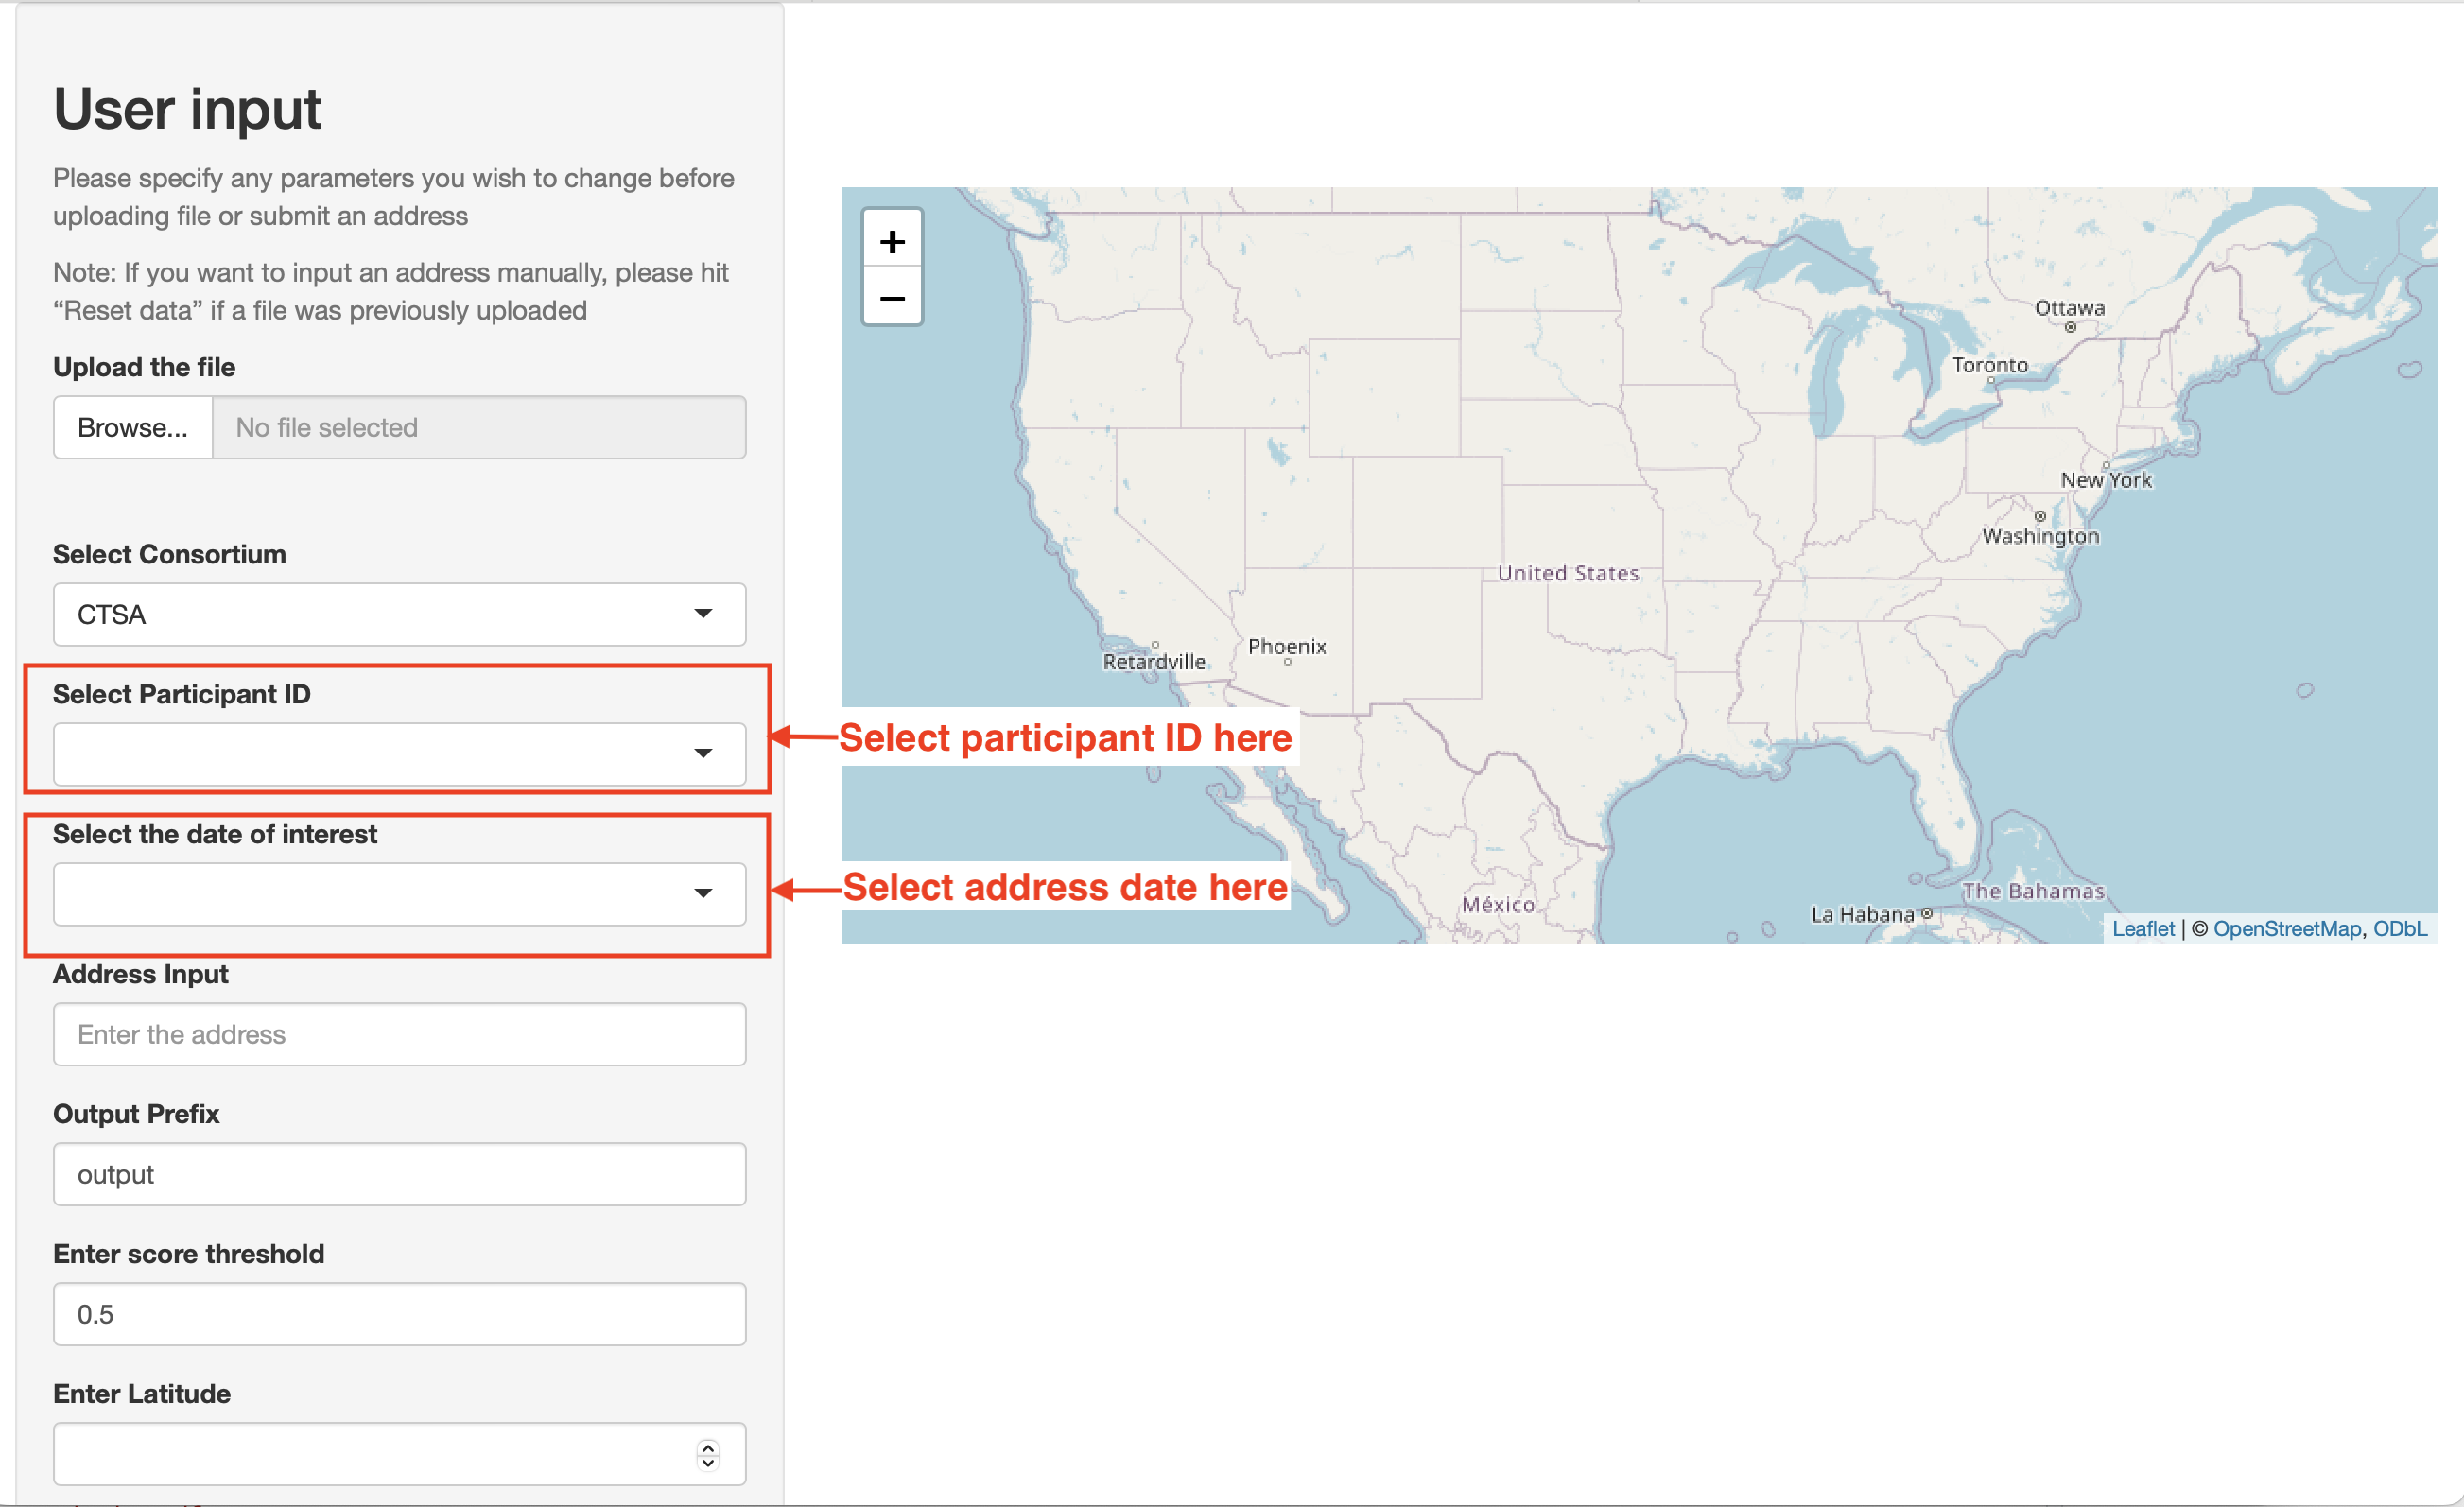 User input
Please specify any parameters you wish to change before
uploading file or submit an address
Note: If you want to input an address manually, please hit
“Reset data” if a file was previously uploaded
Upload the file
Browse...
No file selected
Select Consortium
CTSA
Select Participant ID
Select the date of interest
Address Input
Enter the address
Output Prefix
output
Enter score threshold
0.5
Enter Latitude
+
−
Ottawa
Toronto
New York
Washington
United States
Phoenix
Retardville
Select participant ID here
Select address date here
México
La Habana
The Bahamas
Leaflet | © OpenStreetMap, ODbL